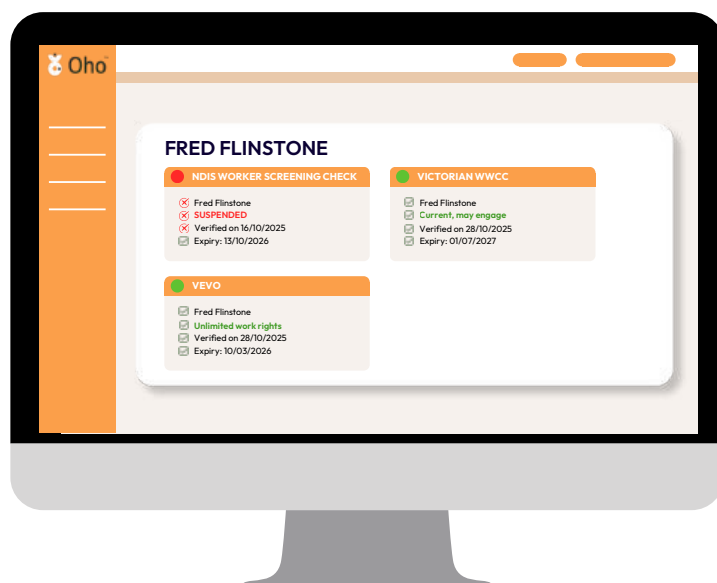 Oho
FRED FLINSTONE
NDIS WORKER SCREENING CHECK
Fred Flinstone
SUSPENDED
Verified on 16/10/2025
Expiry: 13/10/2026
VICTORIAN WWCC
Fred Flinstone
Current, may engage
Verified on 28/10/2025
Expiry: 01/07/2027
VEVO
Fred Flinstone
Unlimited work rights
Verified on 28/10/2025
Expiry: 10/03/2026